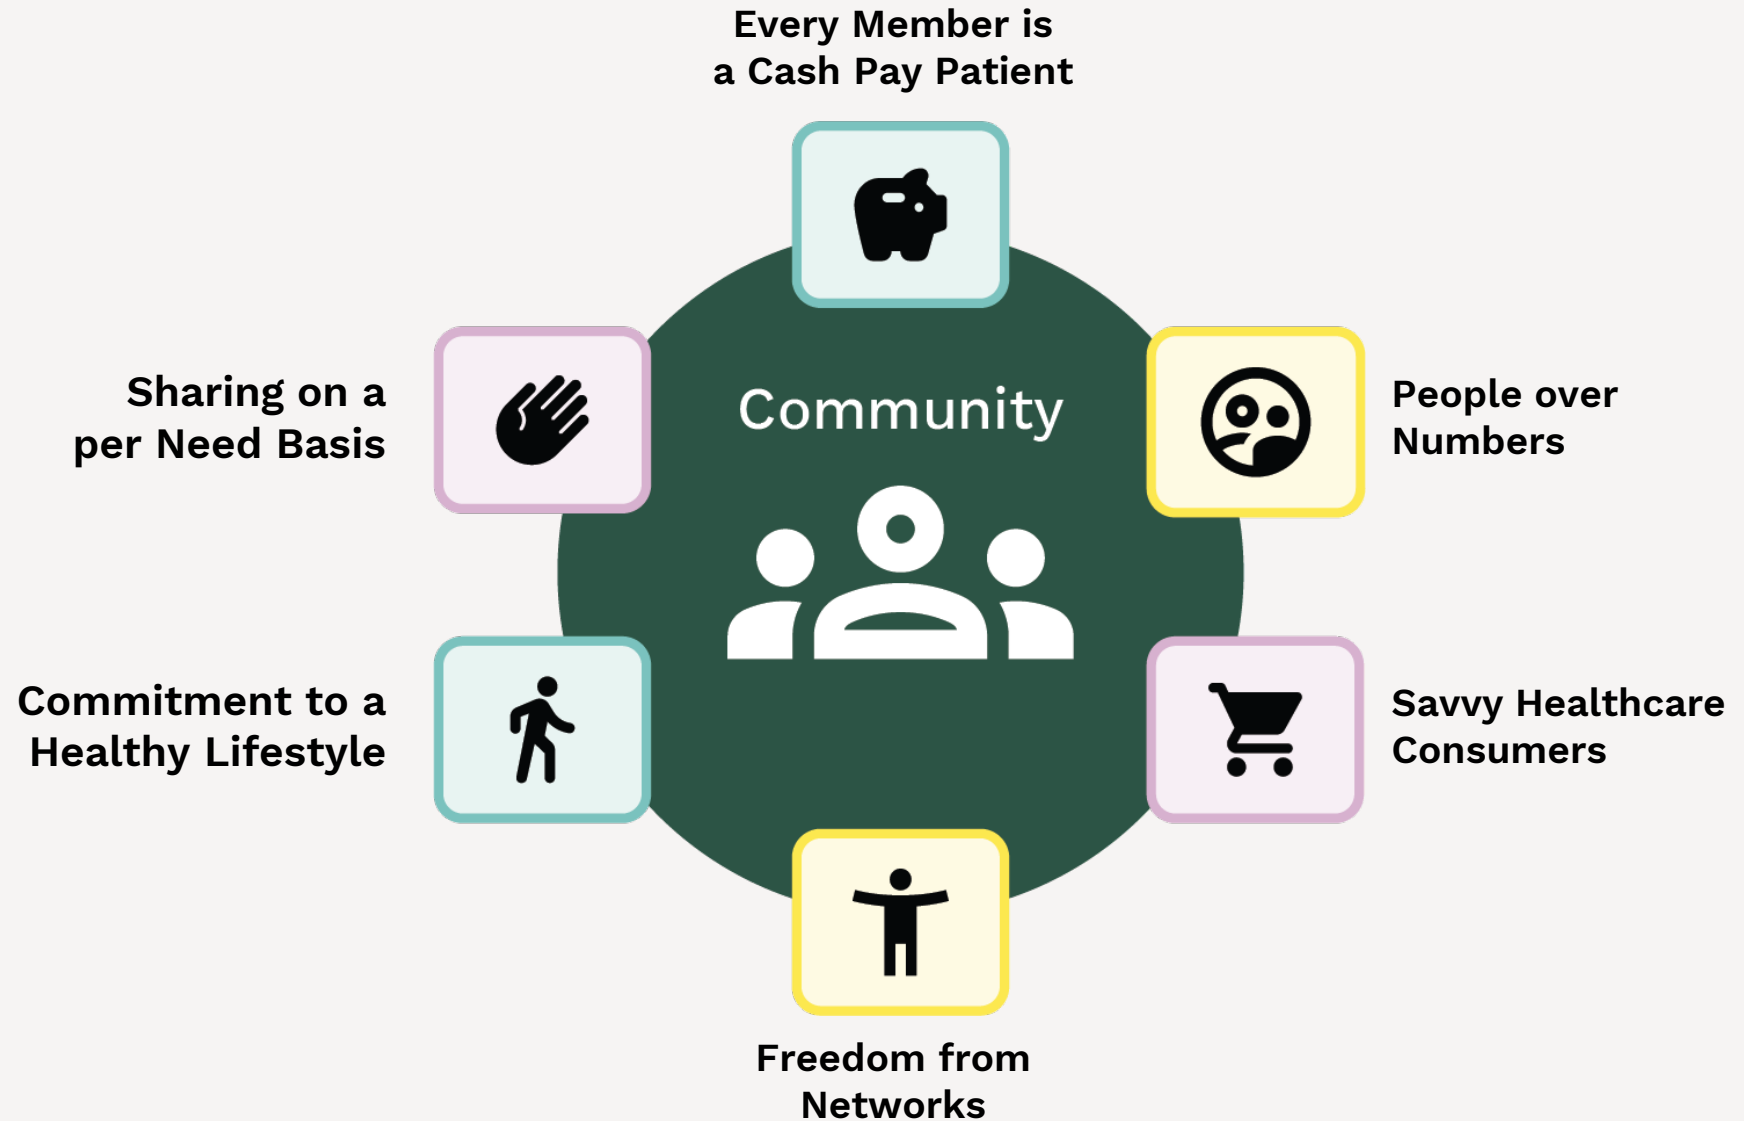 Every Member is
a Cash Pay Patient
Sharing on a
per Need Basis
Community
People over
Numbers
Commitment to a
Healthy Lifestyle
Savvy Healthcare
Consumers
Freedom from
Networks